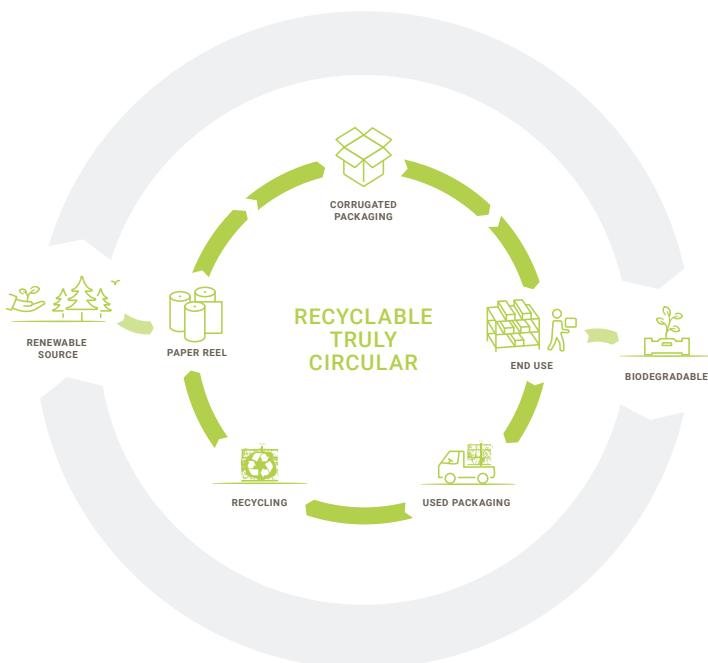 CORRUGATED
PACKAGING
RECYCLABLE
TRULY
CIRCULAR
RENEWABLE
SOURCE
PAPER REEL
END USE
BIODEGRADABLE
RECYCLING
USED PACKAGING